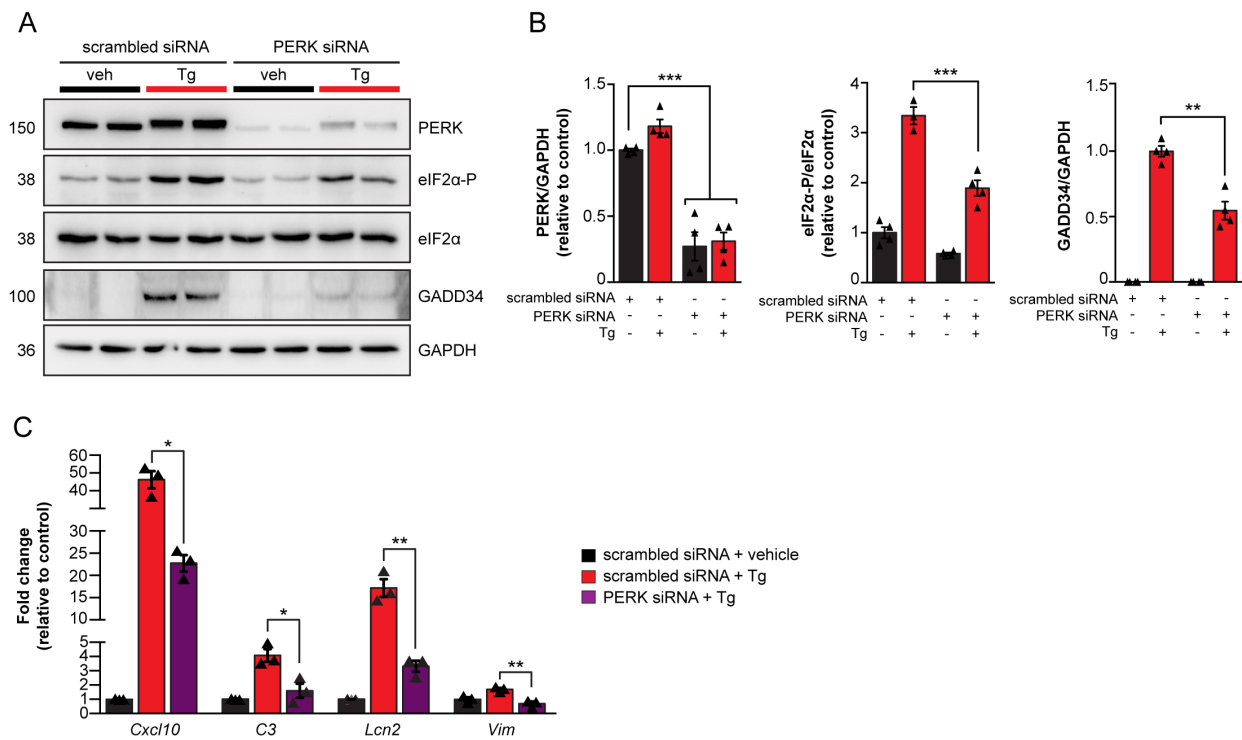 A
scrambled siRNA PERK siRNA
veh Tg veh Tg
150 PERK
38 eIF2α-P
38 eIF2α
100 GADD34
36 GAPDH
B
***
1.5
1.0
0.5
0
PERK/GAPDH
(relative to control)
scrambled siRNA + + - -
PERK siRNA - - + +
Tg - + - +
***
4
3
2
1
0
eIF2α-P/eIF2α
(relative to control)
scrambled siRNA + + - -
PERK siRNA - - + +
Tg - + - +
**
1.5
1.0
0.5
0
GADD34/GAPDH
(relative to control)
scrambled siRNA + + - -
PERK siRNA - - + +
Tg - + - +
C
Fold change
(relative to control)
60
50
40
25
20
15
5
4
3
2
1
0
* * ** **
Cxcl10 C3 Lcn2 Vim
scrambled siRNA + vehicle
scrambled siRNA + Tg
PERK siRNA + Tg